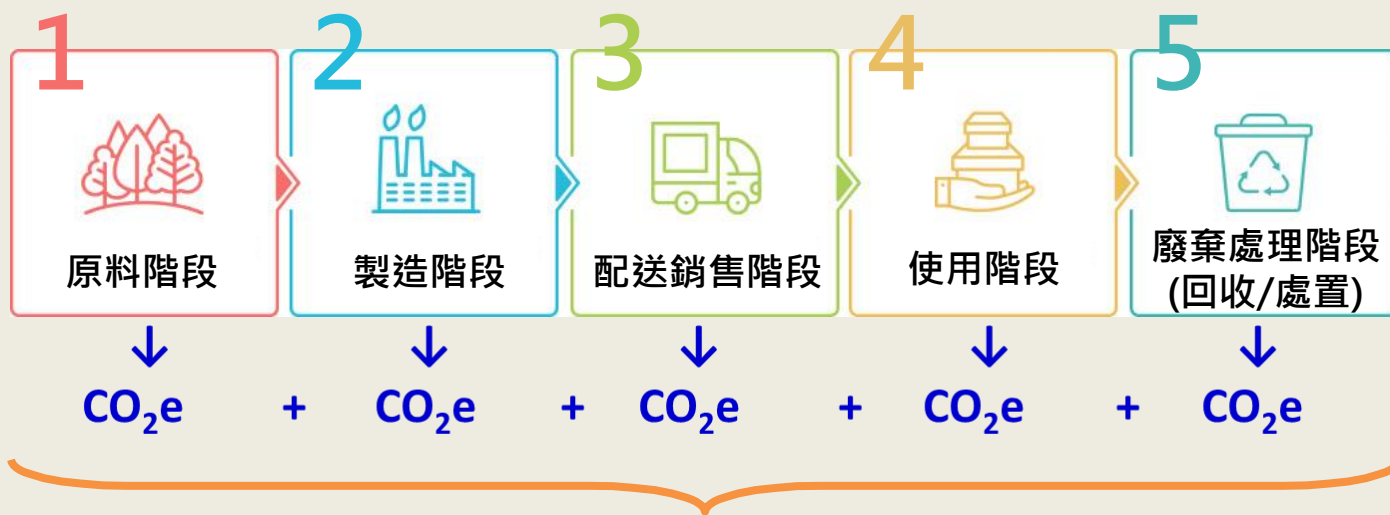 1
2
3
4
5
原料階段
製造階段
配送銷售階段
使用階段
廢棄處理階段
(回收/處置)
CO₂e + CO₂e + CO₂e + CO₂e + CO₂e